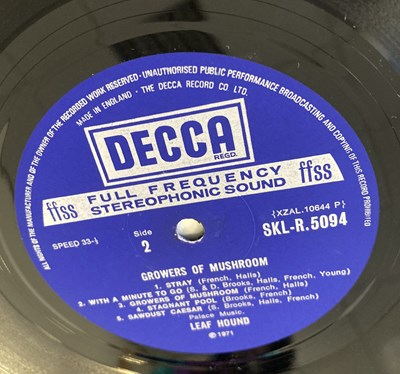 ALL RIGHTS OF THE MANUFACTURER AND OF THE OWNER OF THE RECORDED WORK RESERVED · UNAUTHORISED PUBLIC PERFORMANCE BROADCASTING AND COPYING OF THIS RECORD PROHIBITED
MADE IN ENGLAND · THE DECCA RECORD CO LTD.
DECCA
REGD.
ffss FULL FREQUENCY ffss
STEREOPHONIC SOUND
SPEED 33-⅓
Side
2
{XZAL.10644 P}
SKL-R.5094
GROWERS OF MUSHROOM
1. STRAY (French, Halls)
2. WITH A MINUTE TO GO (S. & D. Brooks, Halls, French, Young)
3. GROWERS OF MUSHROOM (French, Halls)
4. STAGNANT POOL (Brooks, French, Halls)
5. SAWDUST CAESAR (Brooks, Halls, French)
Palace Music.
LEAF HOUND
℗1971